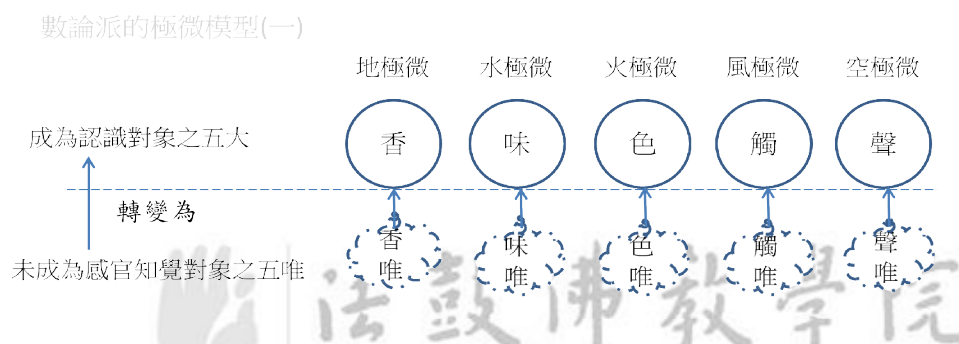 數論派的極微模型(一)
地極微 水極微 火極微 風極微 空極微
成為認識對象之五大 香 味 色 觸 聲
轉變為
未成為感官知覺對象之五唯 香唯 味唯 色唯 觸唯 聲唯
法鼓佛教學院